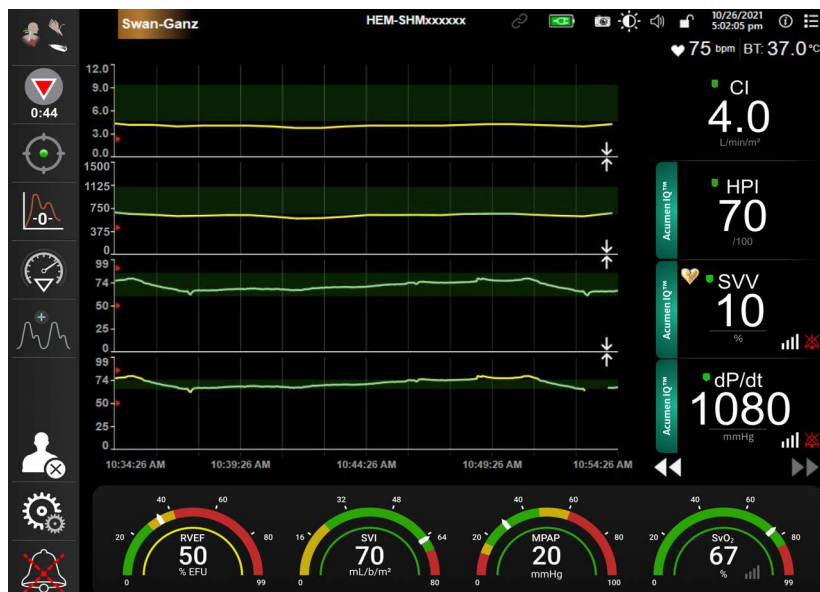 Swan-Ganz
HEM-SHMxxxxxx
10/26/2021
5:02:05 pm
75 bpm BT: 37.0 °C
0:44
-0-
12.0
9.0
6.0
3.0
0.0
1500
1125
750
375
0
99
74
50
25
0
99
74
50
25
0
10:34:26 AM 10:39:26 AM 10:44:26 AM 10:49:26 AM 10:54:26 AM
CI
4.0
L/min/m²
Acumen IQ™
HPI
70
/100
Acumen IQ™
SVV
10
%
Acumen IQ™
dP/dt
1080
mmHg
0 20 40 60 80 99
RVEF
50
% EFU
0 16 32 48 64 80
SVI
70
mL/b/m²
0 20 40 60 80 100
MPAP
20
mmHg
0 20 40 60 80 99
SvO₂
67
%